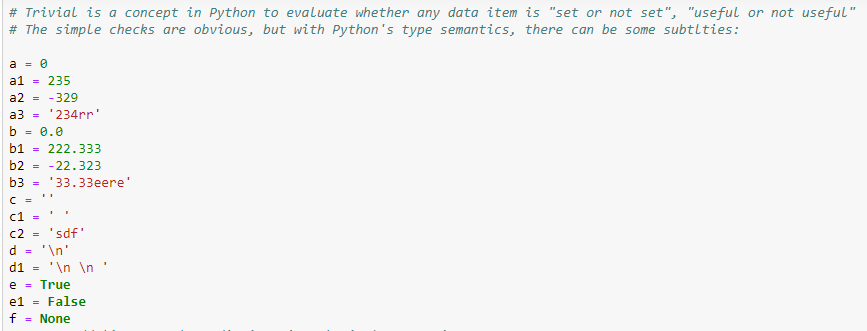 # Trivial is a concept in Python to evaluate whether any data item is "set or not set", "useful or not useful"
# The simple checks are obvious, but with Python's type semantics, there can be some subtlties:
a = 0
a1 = 235
a2 = -329
a3 = '234rr'
b = 0.0
b1 = 222.333
b2 = -22.323
b3 = '33.33eere'
c = ''
c1 = ' '
c2 = 'sdf'
d = '\n'
d1 = '\n \n '
e = True
e1 = False
f = None